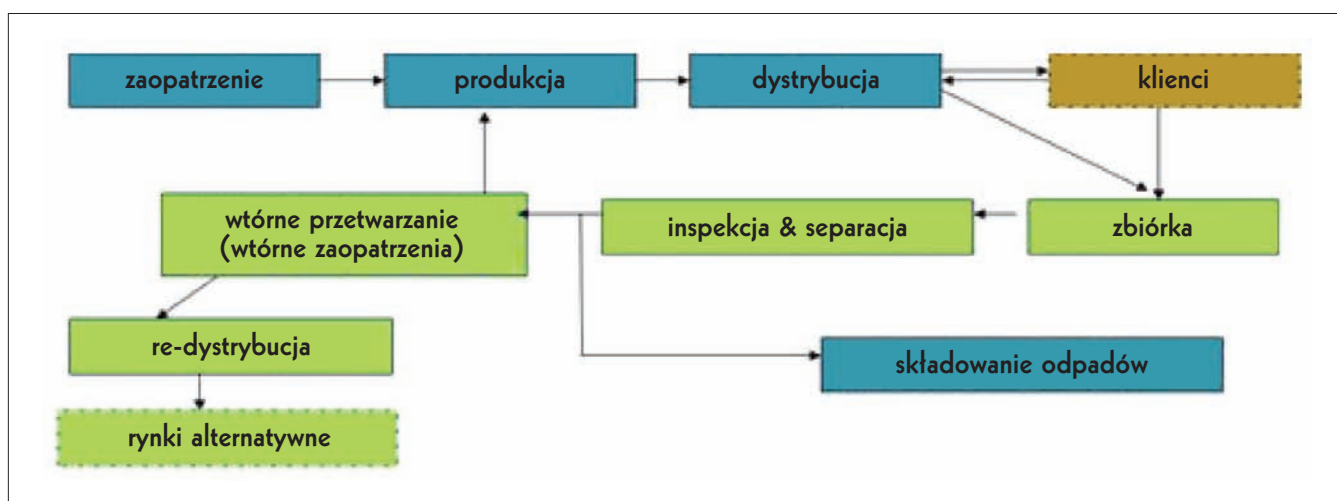 zaopatrzenie
produkcja
dystrybucja
klienci
wtórne przetwarzanie
(wtórne zaopatrzenia)
inspekcja & separacja
zbiórka
re-dystrybucja
składowanie odpadów
rynki alternatywne